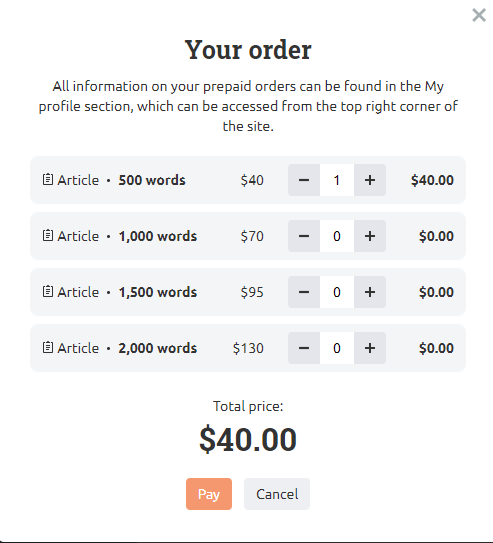 Your order
All information on your prepaid orders can be found in the My
profile section, which can be accessed from the top right corner of
the site.
Article • 500 words $40 − 1 + $40.00
Article • 1,000 words $70 − 0 + $0.00
Article • 1,500 words $95 − 0 + $0.00
Article • 2,000 words $130 − 0 + $0.00
Total price:
$40.00
Pay Cancel